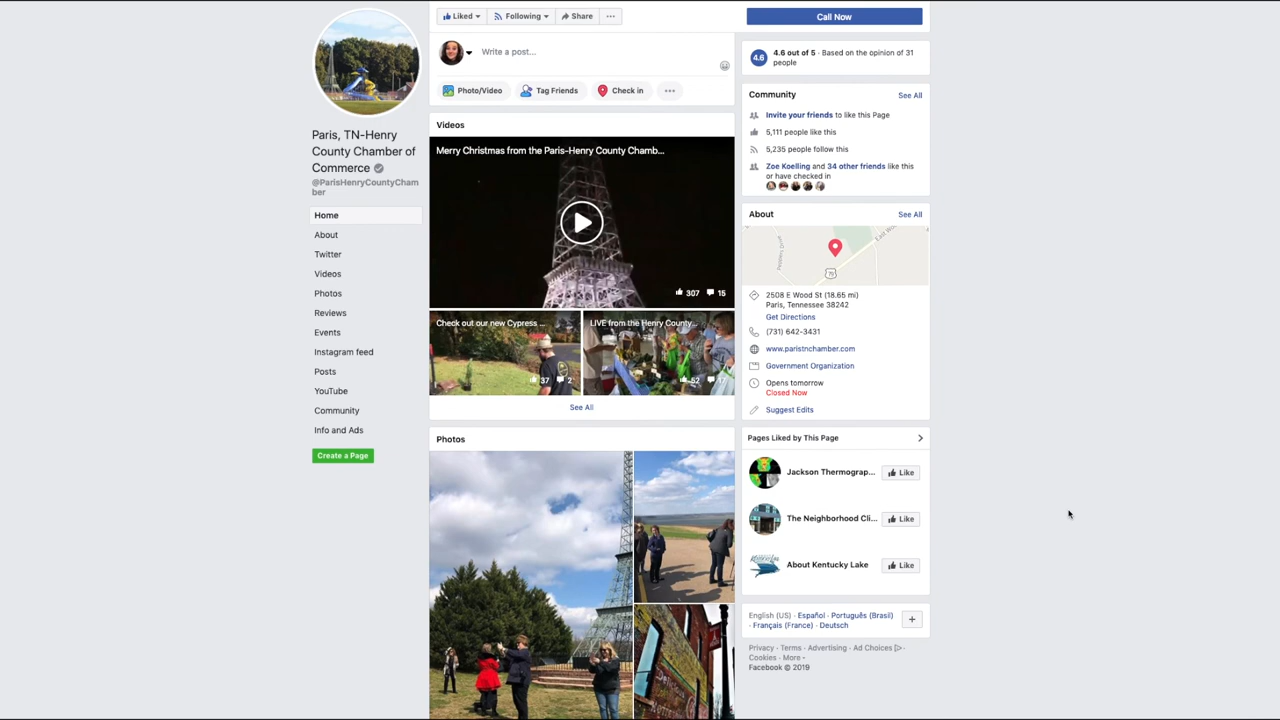 Paris, TN-Henry
County Chamber of
Commerce
@ParisHenryCountyCham
ber
Home
About
Twitter
Videos
Photos
Reviews
Events
Instagram feed
Posts
YouTube
Community
Info and Ads
Create a Page
Liked
Following
Share
Write a post...
Photo/Video
Tag Friends
Check in
Videos
Merry Christmas from the Paris-Henry County Chamb...
307
15
Check out our new Cypress ...
37
2
LIVE from the Henry County...
52
See All
Photos
Call Now
4.6
4.6 out of 5 · Based on the opinion of 31
people
Community
See All
Invite your friends to like this Page
5,111 people like this
5,235 people follow this
Zoe Koelling and 34 other friends like this
or have checked in
About
See All
79
2508 E Wood St (18.65 mi)
Paris, Tennessee 38242
Get Directions
(731) 642-3431
www.paristnchamber.com
Government Organization
Opens tomorrow
Closed Now
Suggest Edits
Pages Liked by This Page
Jackson Thermograp...
Like
The Neighborhood Cli...
Like
About Kentucky Lake
Like
English (US) · Español · Português (Brasil)
· Français (France) · Deutsch
Privacy · Terms · Advertising · Ad Choices
Cookies · More
Facebook © 2019